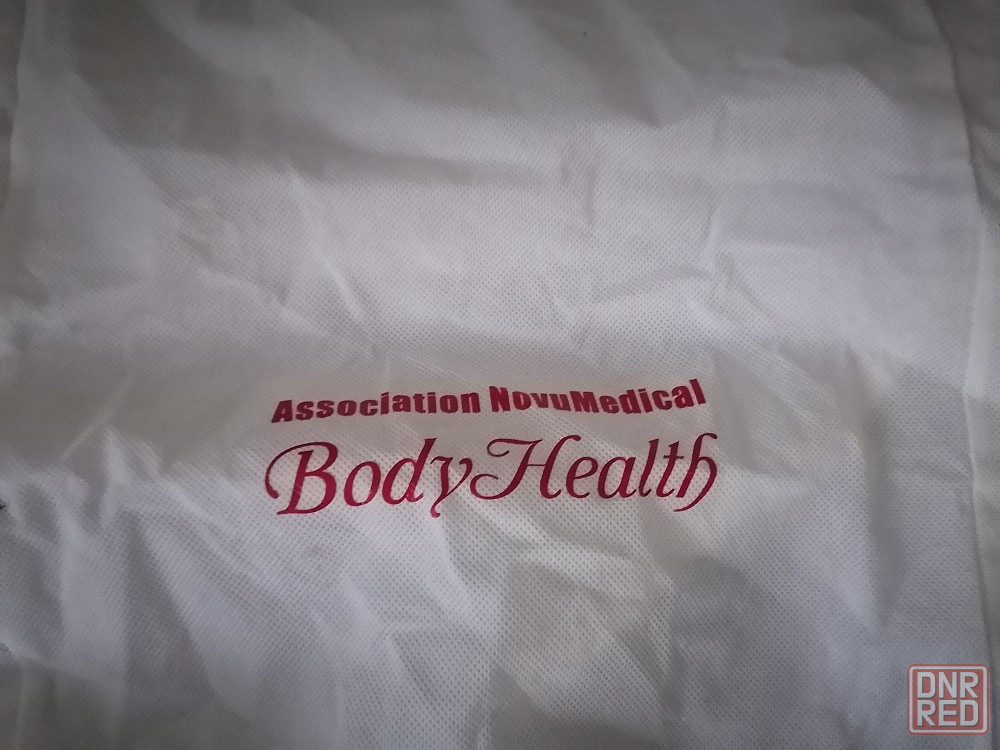 Association NovuMedical
BodyHealth
DNR
RED